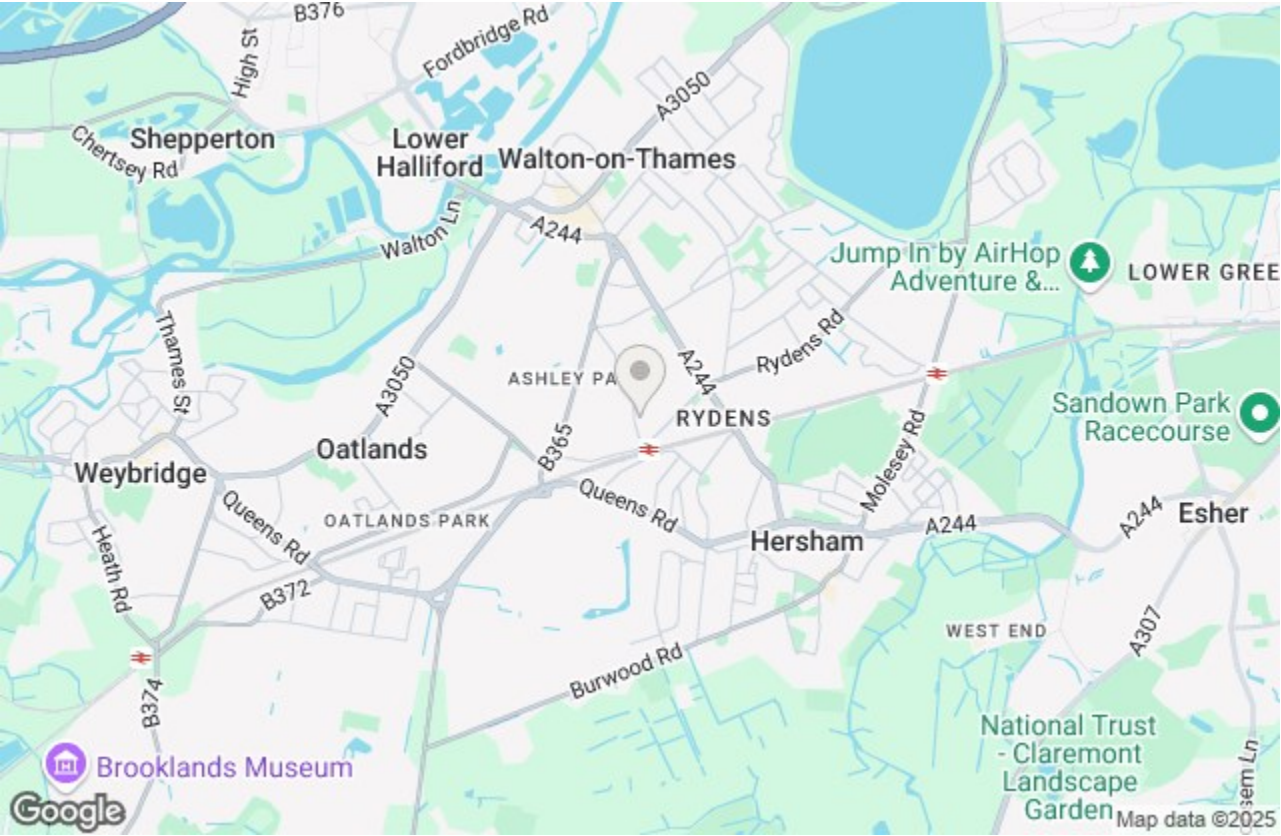 B376
High St
Fordbridge Rd
A3050
Shepperton
Chertsey Rd
Lower
Halliford
Walton-on-Thames
Walton Ln
A244
Jump In by AirHop
Adventure &...
LOWER GREE
Thames St
A3050
ASHLEY PA
A244
Rydens Rd
RYDENS
Sandown Park
Racecourse
Oatlands
B365
Weybridge
Molesey Rd
Queens Rd
Queens Rd
OATLANDS PARK
Hersham
A244
A244
Esher
Heath Rd
B372
WEST END
A307
Burwood Rd
B374
National Trust
- Claremont
Landscape
Garden
Brooklands Museum
sem Ln
Google
Map data ©2025